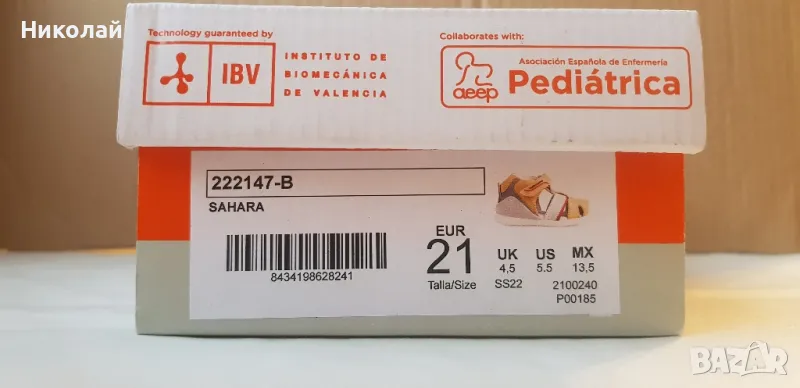 Николай
Technology guaranteed by
IBV
INSTITUTO DE
BIOMECÁNICA
DE VALENCIA
Collaborates with:
aeep
Asociación Española de Enfermería
Pediátrica
222147-B
SAHARA
8434198628241
EUR
21
Talla/Size
UK US MX
4,5 5.5 13,5
SS22 2100240
P00185
BAZAR